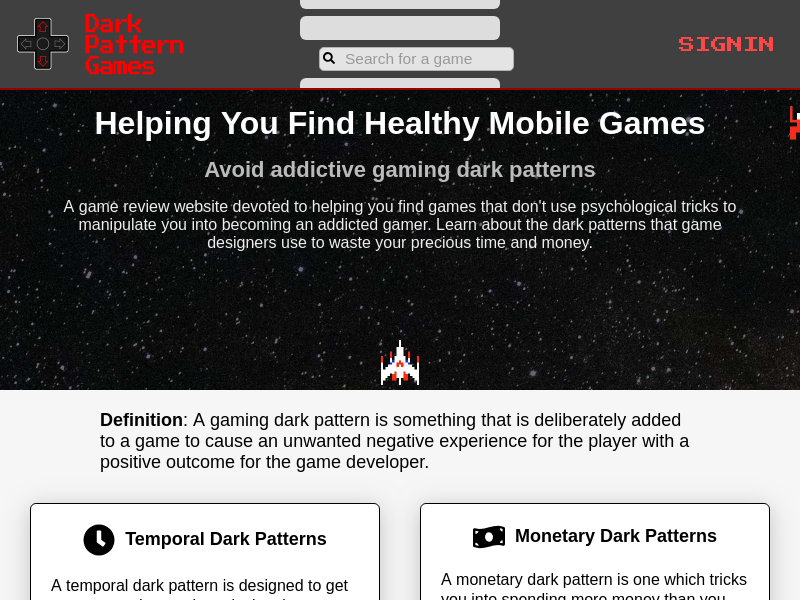 Dark
Pattern
Games
Search for a game
SIGNIN
Helping You Find Healthy Mobile Games
Avoid addictive gaming dark patterns
A game review website devoted to helping you find games that don't use psychological tricks to
manipulate you into becoming an addicted gamer. Learn about the dark patterns that game
designers use to waste your precious time and money.
Definition: A gaming dark pattern is something that is deliberately added
to a game to cause an unwanted negative experience for the player with a
positive outcome for the game developer.
Temporal Dark Patterns
A temporal dark pattern is designed to get
Monetary Dark Patterns
A monetary dark pattern is one which tricks
you into spending more money than you